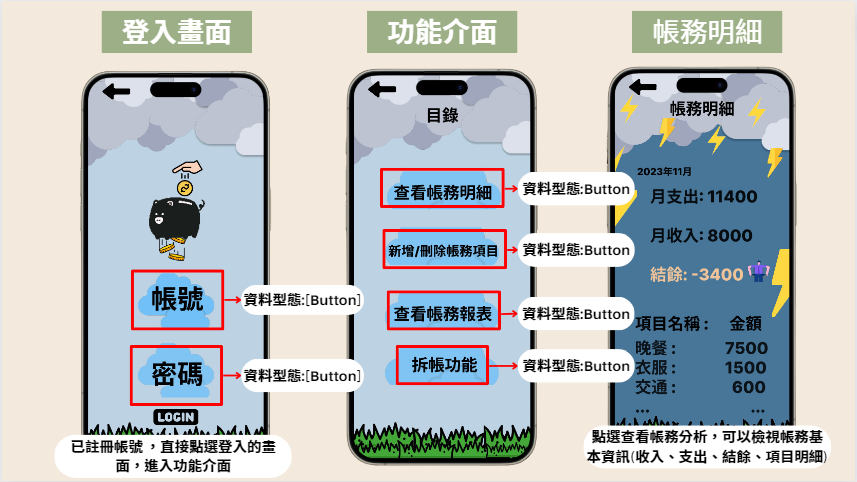 登入畫面
功能介面
帳務明細
帳號
資料型態:[Button]
密碼
資料型態:[Button]
LOGIN
已註冊帳號 ，直接點選登入的畫
面，進入功能介面
目錄
查看帳務明細
資料型態:Button
新增/刪除帳務項目
資料型態:Button
查看帳務報表
資料型態:Button
拆帳功能
資料型態:Button
帳務明細
2023年11月
月支出: 11400
月收入: 8000
結餘: -3400
項目名稱： 金額
晚餐： 7500
衣服： 1500
交通： 600
... ...
點選查看帳務分析，可以檢視帳務基
本資訊(收入、支出、結餘、項目明細)